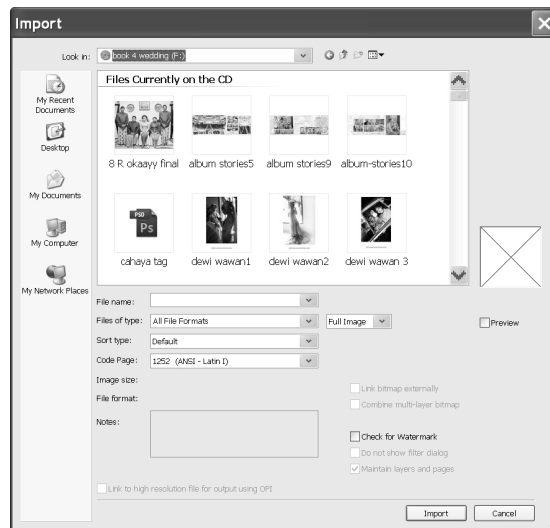 Import
Look in:
book 4 wedding (F:)
My Recent
Documents
Desktop
My Documents
My Computer
My Network Places
Files Currently on the CD
8 R okaayy final
album stories5
album stories9
album-stories10
PSD
Ps
cahaya tag
dewi wawan1
dewi wawan2
dewi wawan 3
File name:
Files of type:
All File Formats
Full Image
Preview
Sort type:
Default
Code Page:
1252 (ANSI - Latin I)
Image size:
File format:
Notes:
Link bitmap externally
Combine multi-layer bitmap
Check for Watermark
Do not show filter dialog
Maintain layers and pages
Link to high resolution file for output using OPI
Import
Cancel